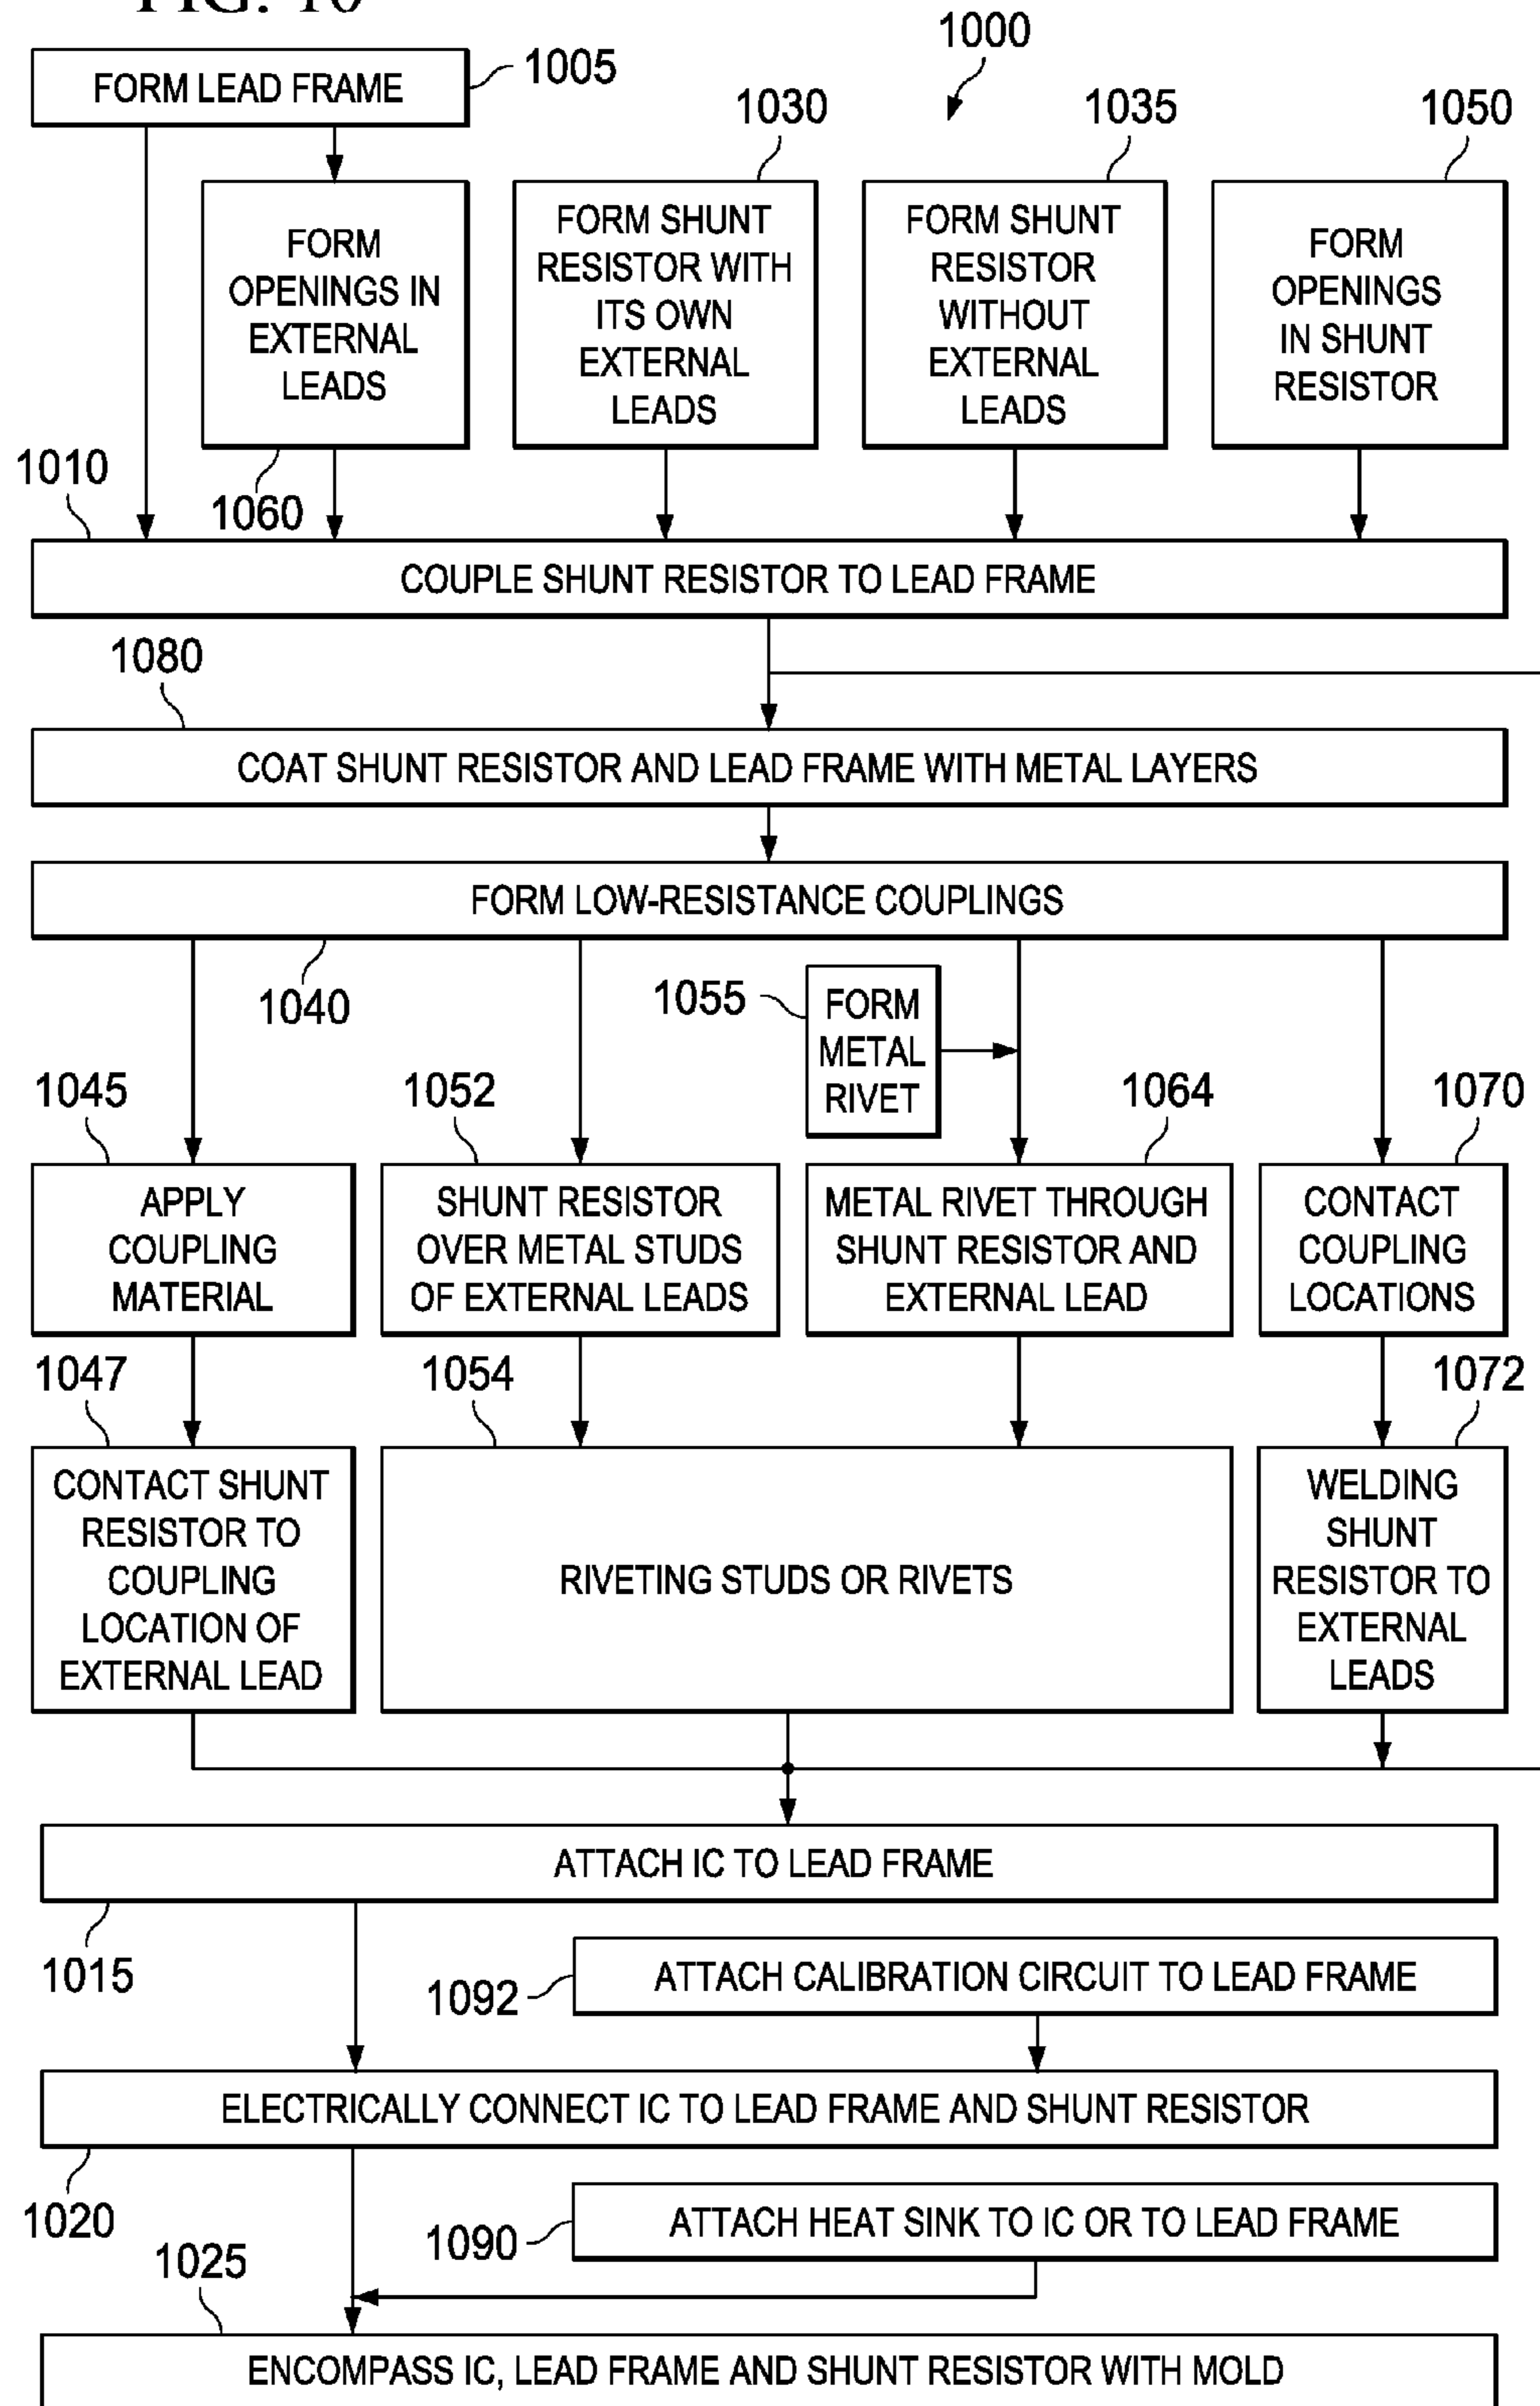 FIG. 10
1000
FORM LEAD FRAME
1005
1030
1035
1050
FORM
OPENINGS IN
EXTERNAL
LEADS
1060
FORM SHUNT
RESISTOR WITH
ITS OWN
EXTERNAL
LEADS
FORM SHUNT
RESISTOR
WITHOUT
EXTERNAL
LEADS
FORM
OPENINGS
IN SHUNT
RESISTOR
1010
COUPLE SHUNT RESISTOR TO LEAD FRAME
1080
COAT SHUNT RESISTOR AND LEAD FRAME WITH METAL LAYERS
FORM LOW-RESISTANCE COUPLINGS
1040
1055
FORM
METAL
RIVET
1045
1052
1064
1070
APPLY
COUPLING
MATERIAL
SHUNT RESISTOR
OVER METAL STUDS
OF EXTERNAL LEADS
METAL RIVET THROUGH
SHUNT RESISTOR AND
EXTERNAL LEAD
CONTACT
COUPLING
LOCATIONS
1047
1054
1072
CONTACT SHUNT
RESISTOR TO
COUPLING
LOCATION OF
EXTERNAL LEAD
RIVETING STUDS OR RIVETS
WELDING
SHUNT
RESISTOR TO
EXTERNAL
LEADS
ATTACH IC TO LEAD FRAME
1015
1092
ATTACH CALIBRATION CIRCUIT TO LEAD FRAME
ELECTRICALLY CONNECT IC TO LEAD FRAME AND SHUNT RESISTOR
1020
1090
ATTACH HEAT SINK TO IC OR TO LEAD FRAME
1025
ENCOMPASS IC, LEAD FRAME AND SHUNT RESISTOR WITH MOLD